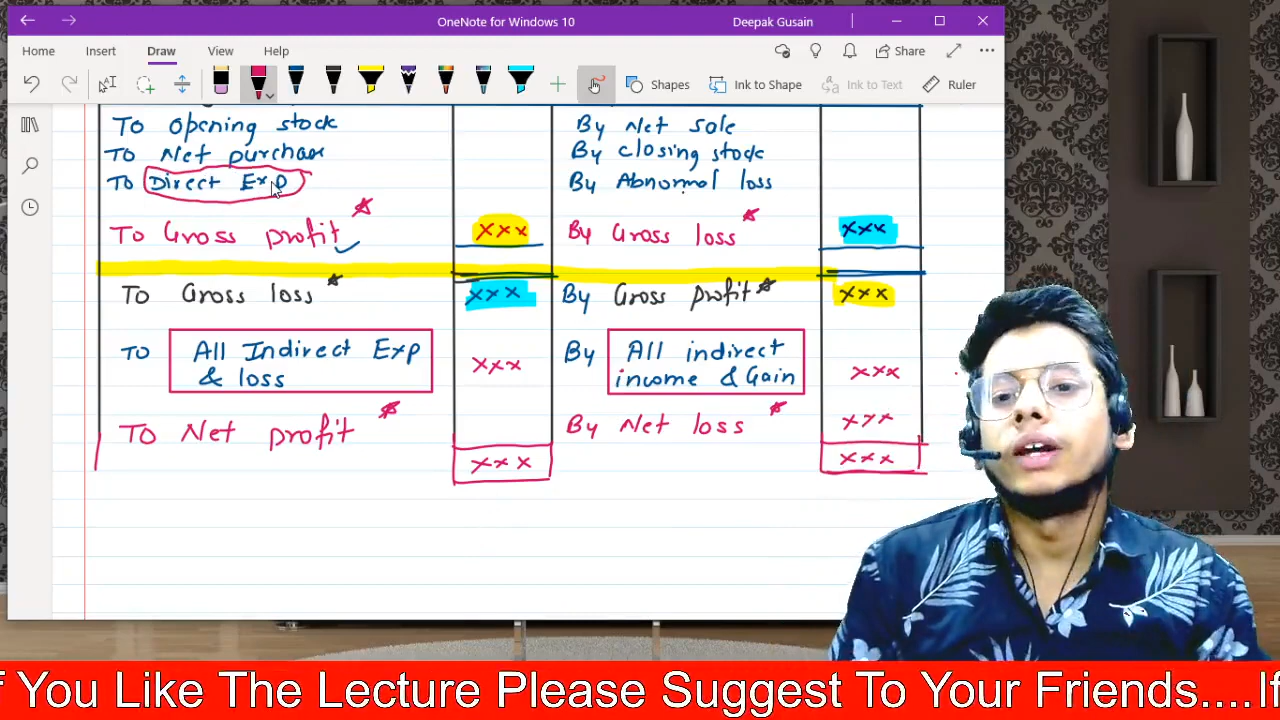 OneNote for Windows 10
Deepak Gusain
Home Insert Draw View Help
Share
Shapes
Ink to Shape
Ink to Text
Ruler
To Opening stock
By Net sale
To Net purchase
By closing stock
To Direct Exp
By Abnormal loss
To Gross profit
xxx
By Gross loss
xxx
To Gross loss
xxx
By Gross profit
xxx
To All Indirect Exp
& loss
xxx
By All indirect
income & Gain
xxx
To Net profit
By Net loss
xxx
xxx
xxx
You Like The Lecture Please Suggest To Your Friends....If